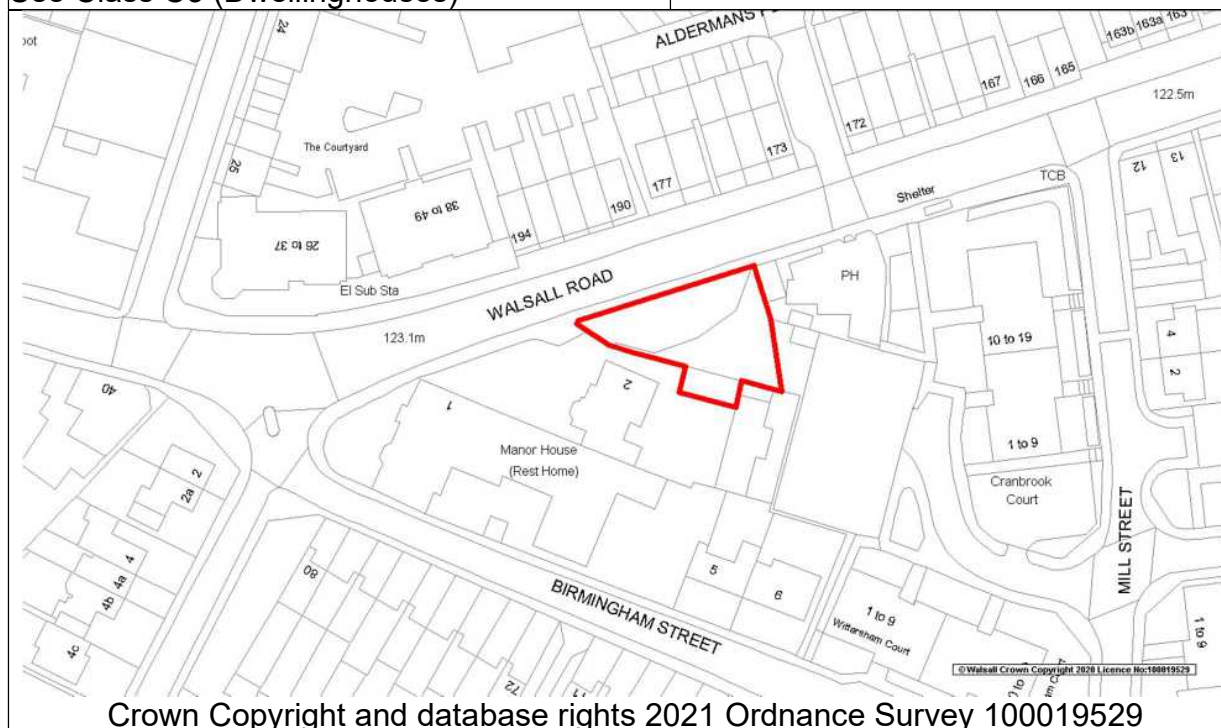 24
ALDERMANS
163b 163a 163
167
166
165
122.5m
172
The Courtyard
25
173
12
13
TCB
177
38 to 49
190
Shelter
26 to 37
194
PH
El Sub Sta
WALSALL ROAD
123.1m
10 to 19
4
2
40
2
1
1 to 9
Manor House
(Rest Home)
Cranbrook
Court
2
2a
MILL STREET
4
4a
4b
80
5
6
BIRMINGHAM STREET
1 to 9
Wittersham Court
4c
1 to 9
© Walsall Crown Copyright 2020 Licence No:100019529
72
Crown Copyright and database rights 2021 Ordnance Survey 100019529